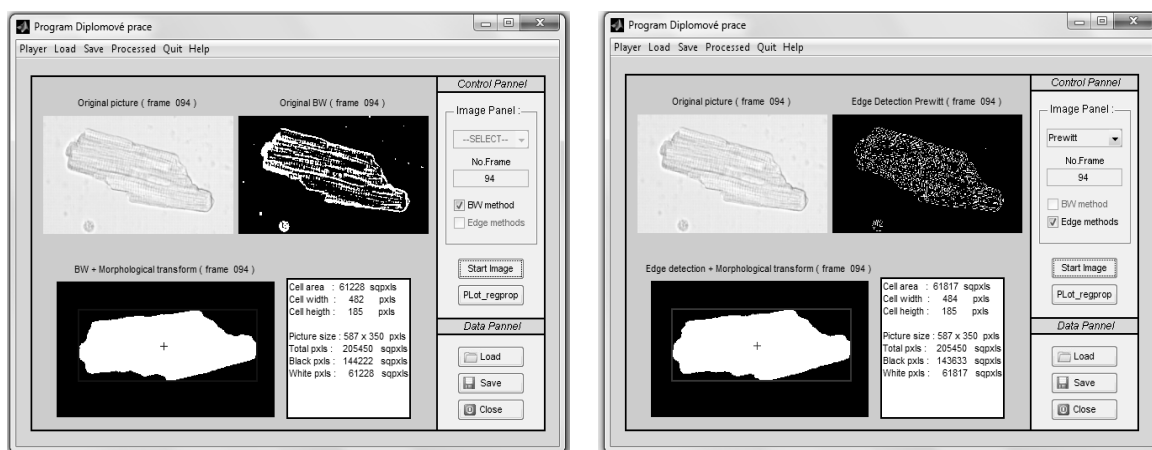 Program Diplomové prace
Player Load Save Processed Quit Help
Original picture ( frame 094 )
Original BW ( frame 094 )
BW + Morphological transform ( frame 094 )
Cell area : 61228 sqpxls
Cell width : 482 pxls
Cell heigth : 185 pxls
Picture size : 587 x 350 pxls
Total pxls : 205450 sqpxls
Black pxls : 144222 sqpxls
White pxls : 61228 sqpxls
Control Pannel
Image Panel :
--SELECT--
No.Frame
94
BW method
Edge methods
Start Image
PLot_regprop
Data Pannel
Load
Save
Close
Program Diplomové prace
Player Load Save Processed Quit Help
Original picture ( frame 094 )
Edge Detection Prewitt ( frame 094 )
Edge detection + Morphological transform ( frame 094 )
Cell area : 61817 sqpxls
Cell width : 484 pxls
Cell heigth : 185 pxls
Picture size : 587 x 350 pxls
Total pxls : 205450 sqpxls
Black pxls : 143633 sqpxls
White pxls : 61817 sqpxls
Control Pannel
Image Panel :
Prewitt
No.Frame
94
BW method
Edge methods
Start Image
PLot_regprop
Data Pannel
Load
Save
Close